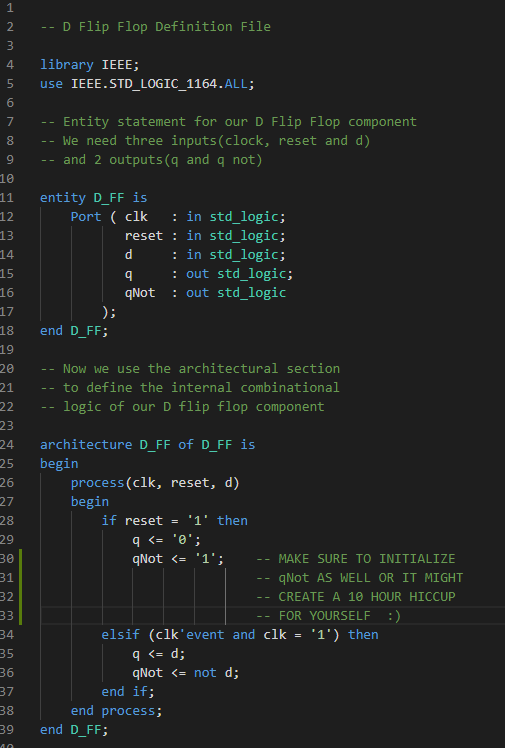 1
2 -- D Flip Flop Definition File
3
4 library IEEE;
5 use IEEE.STD_LOGIC_1164.ALL;
6
7 -- Entity statement for our D Flip Flop component
8 -- We need three inputs(clock, reset and d)
9 -- and 2 outputs(q and q not)
10
11 entity D_FF is
12     Port ( clk   : in std_logic;
13            reset : in std_logic;
14            d     : in std_logic;
15            q     : out std_logic;
16            qNot  : out std_logic
17         );
18 end D_FF;
19
20 -- Now we use the architectural section
21 -- to define the internal combinational
22 -- logic of our D flip flop component
23
24 architecture D_FF of D_FF is
25 begin
26     process(clk, reset, d)
27     begin
28         if reset = '1' then
29             q <= '0';
30             qNot <= '1';    -- MAKE SURE TO INITIALIZE
31                             -- qNot AS WELL OR IT MIGHT
32                             -- CREATE A 10 HOUR HICCUP
33                             -- FOR YOURSELF  :)
34         elsif (clk'event and clk = '1') then
35             q <= d;
36             qNot <= not d;
37         end if;
38     end process;
39 end D_FF;
40